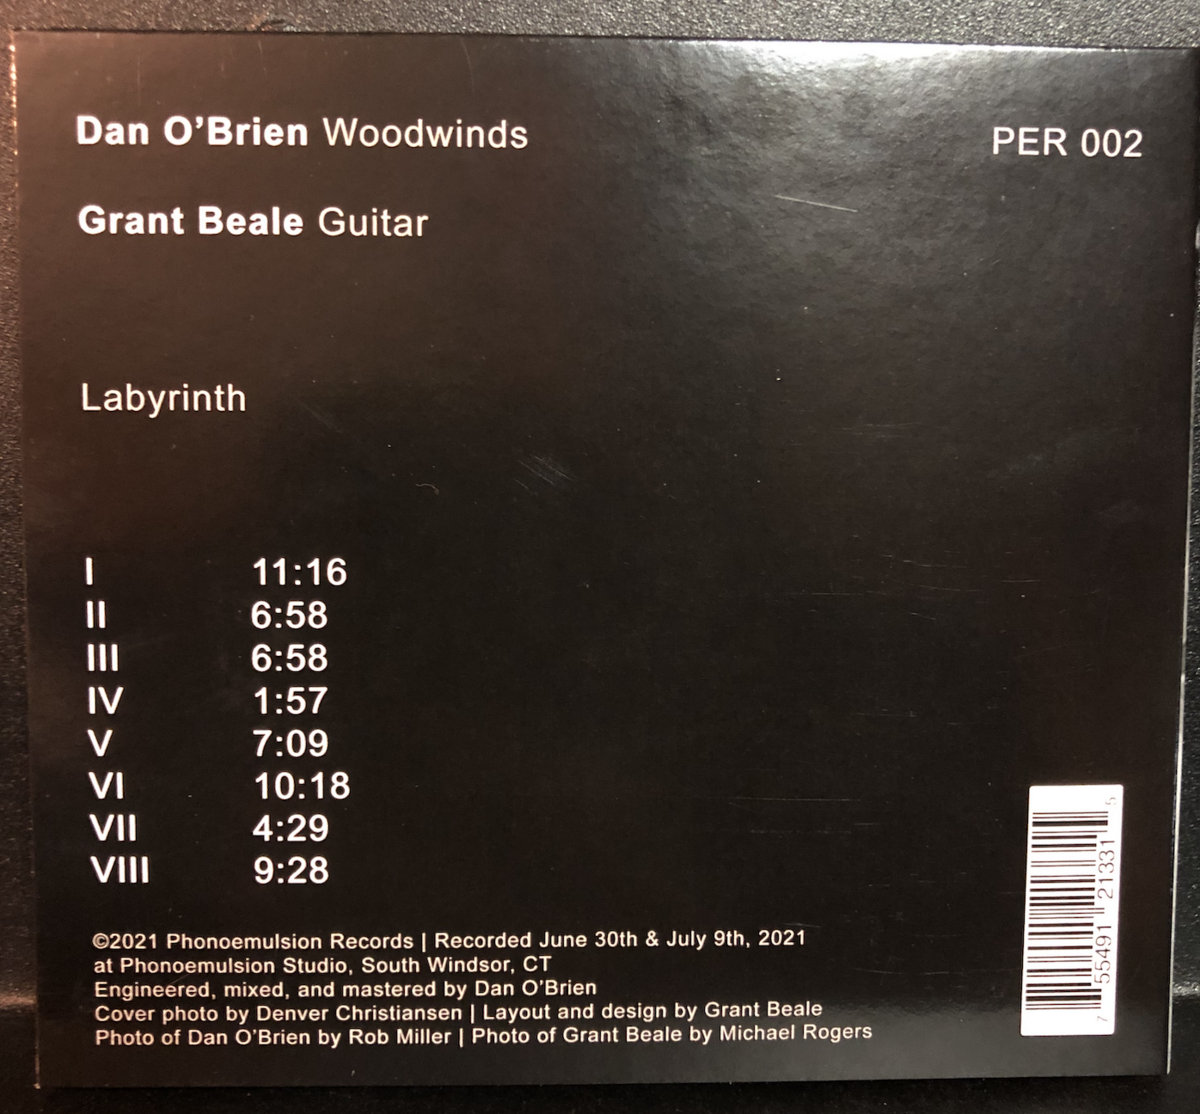 Dan O'Brien Woodwinds
PER 002
Grant Beale Guitar
Labyrinth
I 11:16
II 6:58
III 6:58
IV 1:57
V 7:09
VI 10:18
VII 4:29
VIII 9:28
©2021 Phonoemulsion Records | Recorded June 30th & July 9th, 2021
at Phonoemulsion Studio, South Windsor, CT
Engineered, mixed, and mastered by Dan O'Brien
Cover photo by Denver Christiansen | Layout and design by Grant Beale
Photo of Dan O'Brien by Rob Miller | Photo of Grant Beale by Michael Rogers
7 55491 21331 5